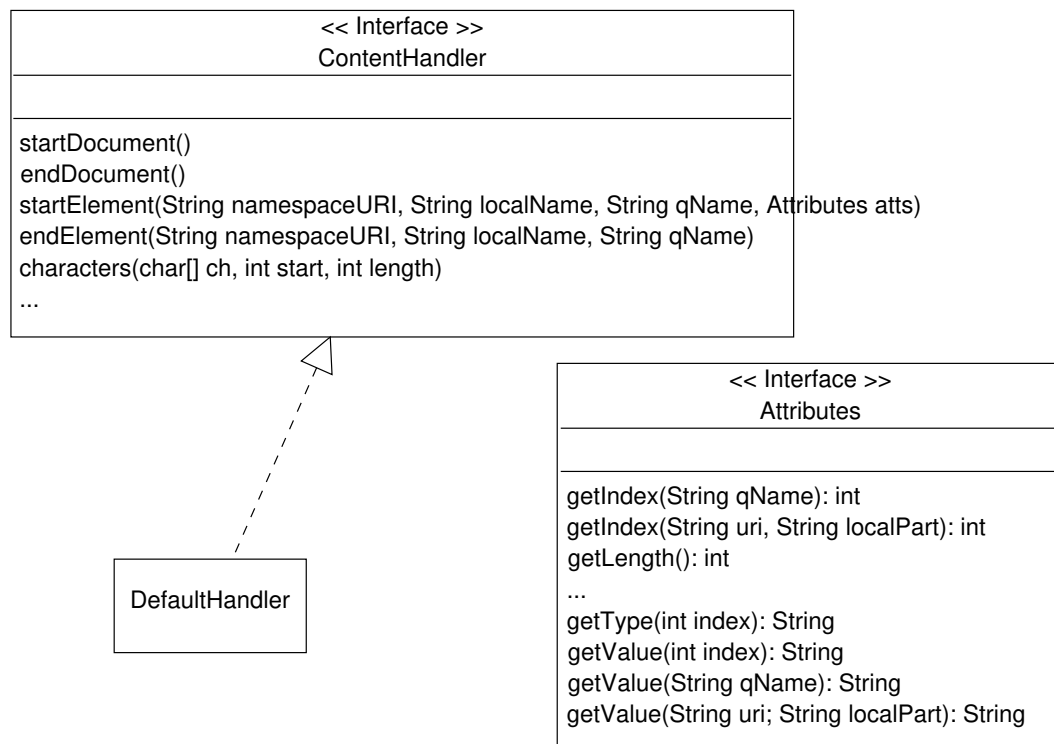 << Interface >>
ContentHandler
startDocument()
endDocument()
startElement(String namespaceURI, String localName, String qName, Attributes atts)
endElement(String namespaceURI, String localName, String qName)
characters(char[] ch, int start, int length)
...
<< Interface >>
Attributes
getIndex(String qName): int
getIndex(String uri, String localPart): int
getLength(): int
...
getType(int index): String
getValue(int index): String
getValue(String qName): String
getValue(String uri; String localPart): String
DefaultHandler